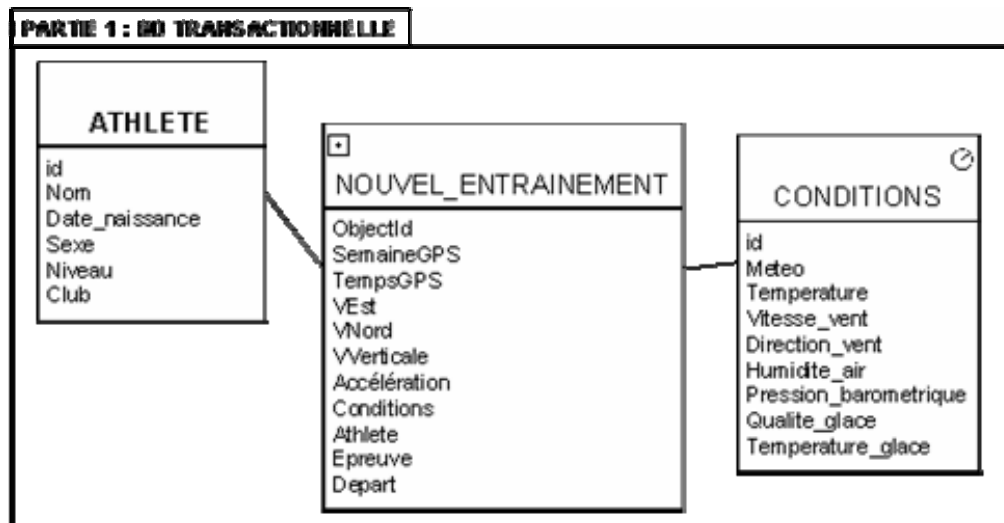 PARTIE 1 : BD TRANSACTIONNELLE
ATHLETE
id
Nom
Date_naissance
Sexe
Niveau
Club
NOUVEL_ENTRAINEMENT
ObjectId
SemaineGPS
TempsGPS
VEst
VNord
VVerticale
Accélération
Conditions
Athlete
Epreuve
Depart
CONDITIONS
id
Meteo
Temperature
Vitesse_vent
Direction_vent
Humidite_air
Pression_barometrique
Qualite_glace
Temperature_glace